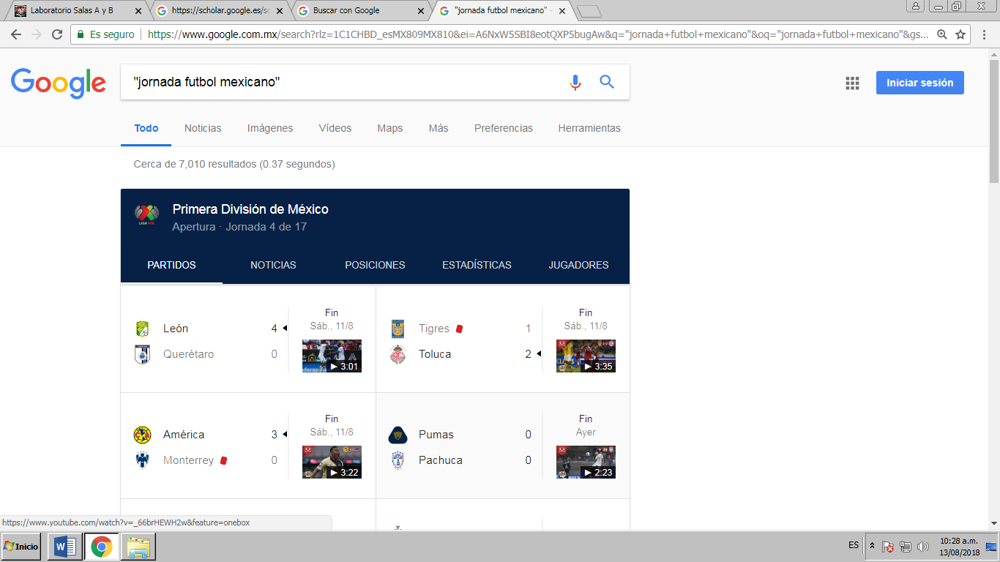 Laboratorio Salas A y B
https://scholar.google.es/sc
Buscar con Google
"jornada futbol mexicano" -
Es seguro
https://www.google.com.mx/search?rlz=1C1CHBD_esMX809MX810&ei=A6NxW5SBI8eotQXP5bugAw&q="jornada+futbol+mexicano"&oq="jornada+futbol+mexicano"&gs...
Google
"jornada futbol mexicano"
Iniciar sesión
Todo Noticias Imágenes Vídeos Maps Más Preferencias Herramientas
Cerca de 7,010 resultados (0.37 segundos)
LIGA MX
Primera División de México
Apertura · Jornada 4 de 17
PARTIDOS NOTICIAS POSICIONES ESTADÍSTICAS JUGADORES
León 4
Querétaro 0
Fin
Sáb., 11/8
3:01
Tigres 1
Toluca 2
Fin
Sáb., 11/8
3:35
América 3
Monterrey 0
Fin
Sáb., 11/8
3:22
Pumas 0
Pachuca 0
Fin
Ayer
2:23
https://www.youtube.com/watch?v=_66brHEWH2w&feature=onebox
Inicio
ES
10:28 a.m.
13/08/2018